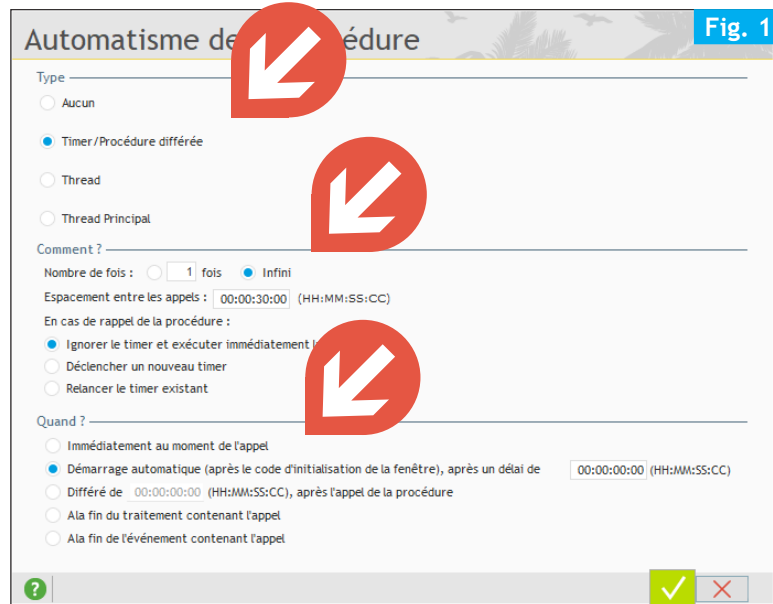 Fig. 1
Automatisme de édure
Type
Aucun
Timer/Procédure différée
Thread
Thread Principal
Comment ?
Nombre de fois : 1 fois Infini
Espacement entre les appels : 00:00:30:00 (HH:MM:SS:CC)
En cas de rappel de la procédure :
Ignorer le timer et exécuter immédiatement
Déclencher un nouveau timer
Relancer le timer existant
Quand ?
Immédiatement au moment de l'appel
Démarrage automatique (après le code d'initialisation de la fenêtre), après un délai de 00:00:00:00 (HH:MM:SS:CC)
Différé de 00:00:00:00 (HH:MM:SS:CC), après l'appel de la procédure
Ala fin du traitement contenant l'appel
Ala fin de l'événement contenant l'appel
?